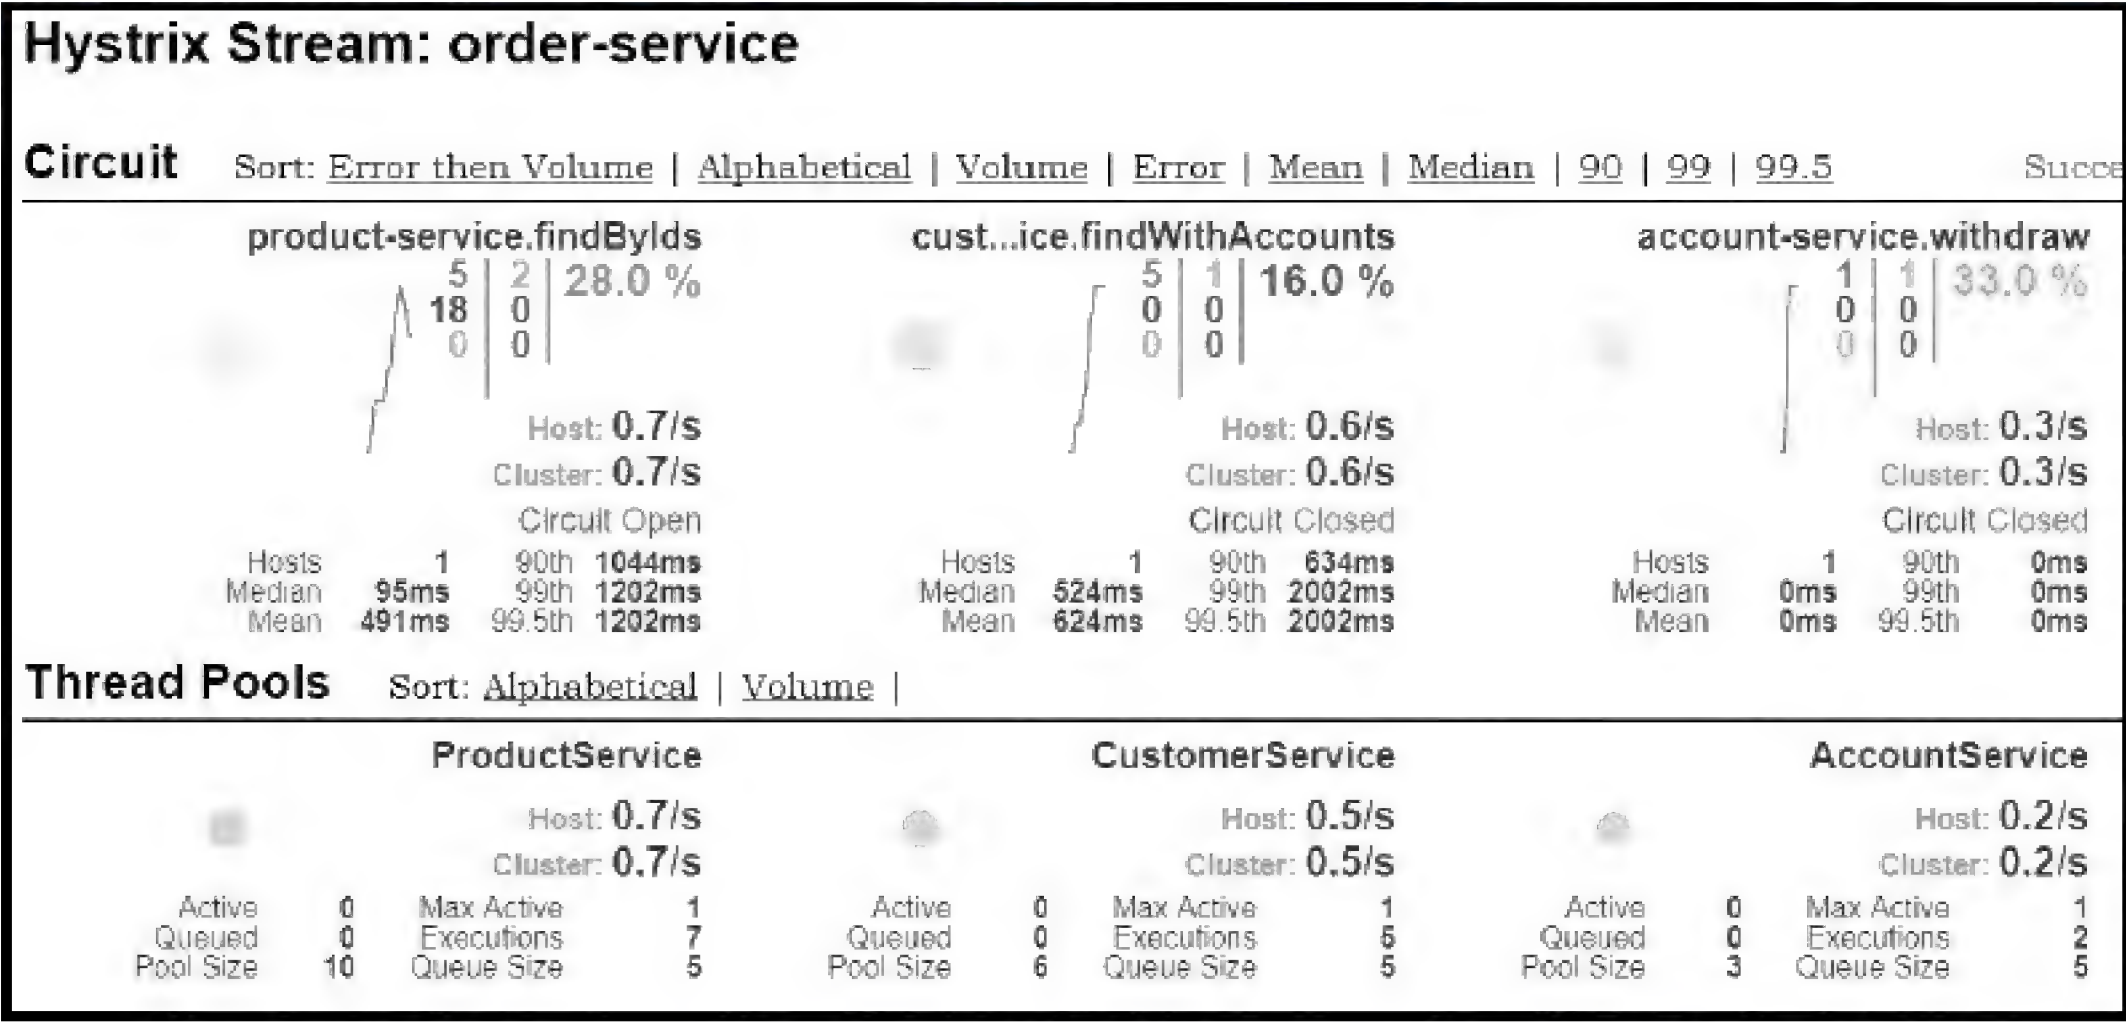 Hystrix Stream: order-service
Circuit Sort: Error then Volume | Alphabetical | Volume | Error | Mean | Median | 90 | 99 | 99.5 Succe
product-service.findByIds cust...ice.findWithAccounts account-service.withdraw
5 2 28.0 % 5 1 16.0 % 1 1 33.0 %
18 0 0 0 0 0
0 0 0 0 0 0
Host: 0.7/s Host: 0.6/s Host: 0.3/s
Cluster: 0.7/s Cluster: 0.6/s Cluster: 0.3/s
Circuit Open Circuit Closed Circuit Closed
Hosts 1 90th 1044ms Hosts 1 90th 634ms Hosts 1 90th 0ms
Median 95ms 99th 1202ms Median 524ms 99th 2002ms Median 0ms 99th 0ms
Mean 491ms 99.5th 1202ms Mean 624ms 99.5th 2002ms Mean 0ms 99.5th 0ms
Thread Pools Sort: Alphabetical | Volume |
ProductService CustomerService AccountService
Host: 0.7/s Host: 0.5/s Host: 0.2/s
Cluster: 0.7/s Cluster: 0.5/s Cluster: 0.2/s
Active 0 Max Active 1 Active 0 Max Active 1 Active 0 Max Active 1
Queued 0 Executions 7 Queued 0 Executions 5 Queued 0 Executions 2
Pool Size 10 Queue Size 5 Pool Size 6 Queue Size 5 Pool Size 3 Queue Size 5